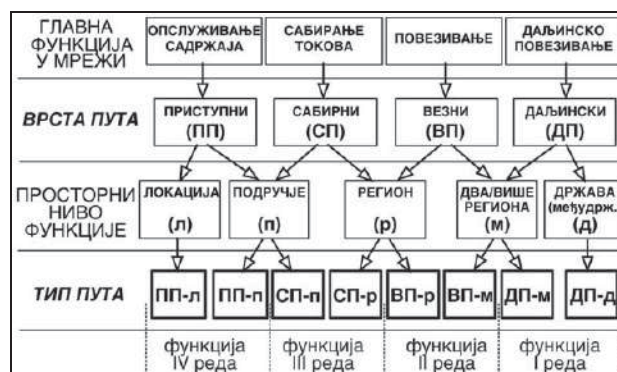 ГЛАВНА
ФУНКЦИЈА
У МРЕЖИ
ОПСЛУЖИВАЊЕ
САДРЖАЈА
САБИРАЊЕ
ТОКОВА
ПОВЕЗИВАЊЕ
ДАЉИНСКО
ПОВЕЗИВАЊЕ
ВРСТА ПУТА
ПРИСТУПНИ
(ПП)
САБИРНИ
(СП)
ВЕЗНИ
(ВП)
ДАЉИНСКИ
(ДП)
ПРОСТОРНИ
НИВО
ФУНКЦИЈЕ
ЛОКАЦИЈА
(л)
ПОДРУЧЈЕ
(п)
РЕГИОН
(р)
ДВА/ВИШЕ
РЕГИОНА
(м)
ДРЖАВА
(међудрж.)
(д)
ТИП ПУТА
ПП-л
ПП-п
СП-п
СП-р
ВП-р
ВП-м
ДП-м
ДП-д
функција
IV реда
функција
III реда
функција
II реда
функција
I реда